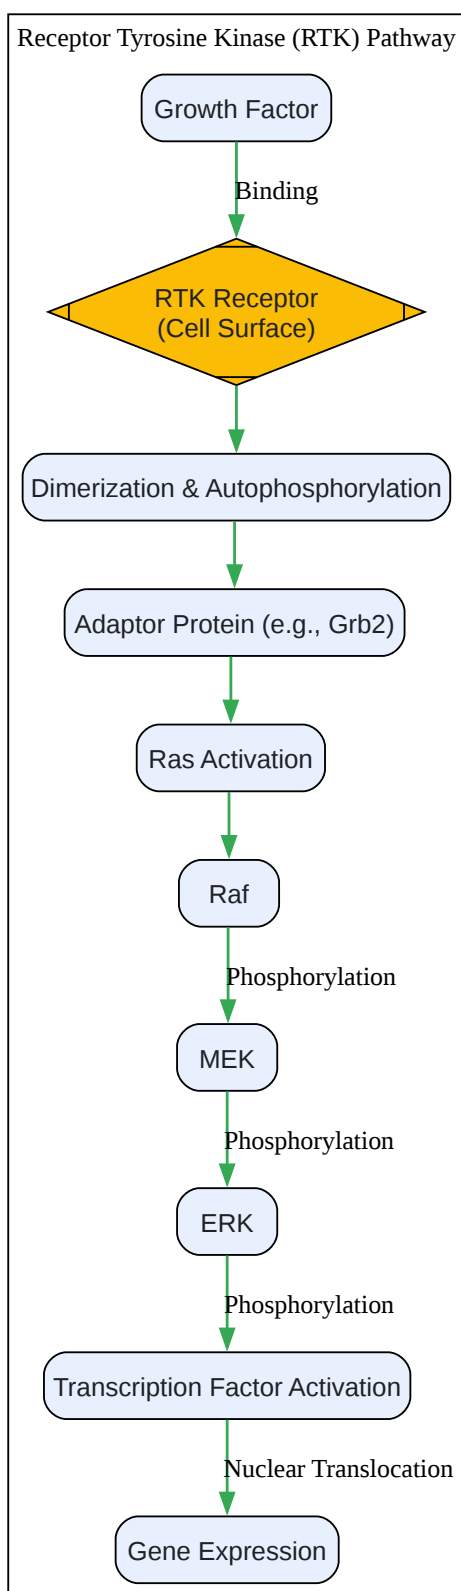 Receptor Tyrosine Kinase (RTK) Pathway
Growth Factor
Binding
RTK Receptor
(Cell Surface)
Dimerization & Autophosphorylation
Adaptor Protein (e.g., Grb2)
Ras Activation
Raf
Phosphorylation
MEK
Phosphorylation
ERK
Phosphorylation
Transcription Factor Activation
Nuclear Translocation
Gene Expression